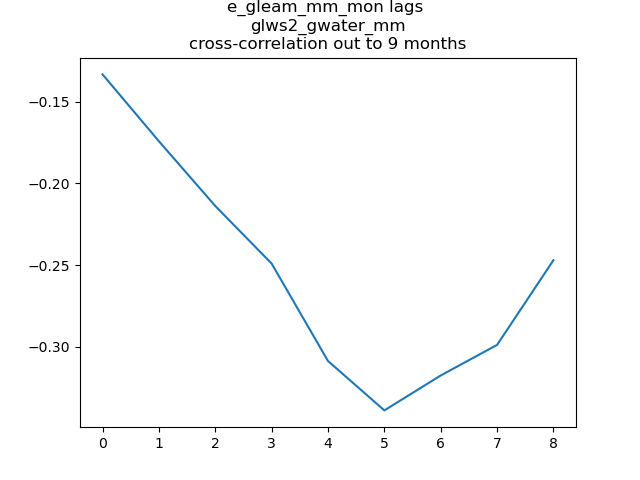 e_gleam_mm_mon lags
glws2_gwater_mm
cross-correlation out to 9 months
−0.15
−0.20
−0.25
−0.30
0 1 2 3 4 5 6 7 8